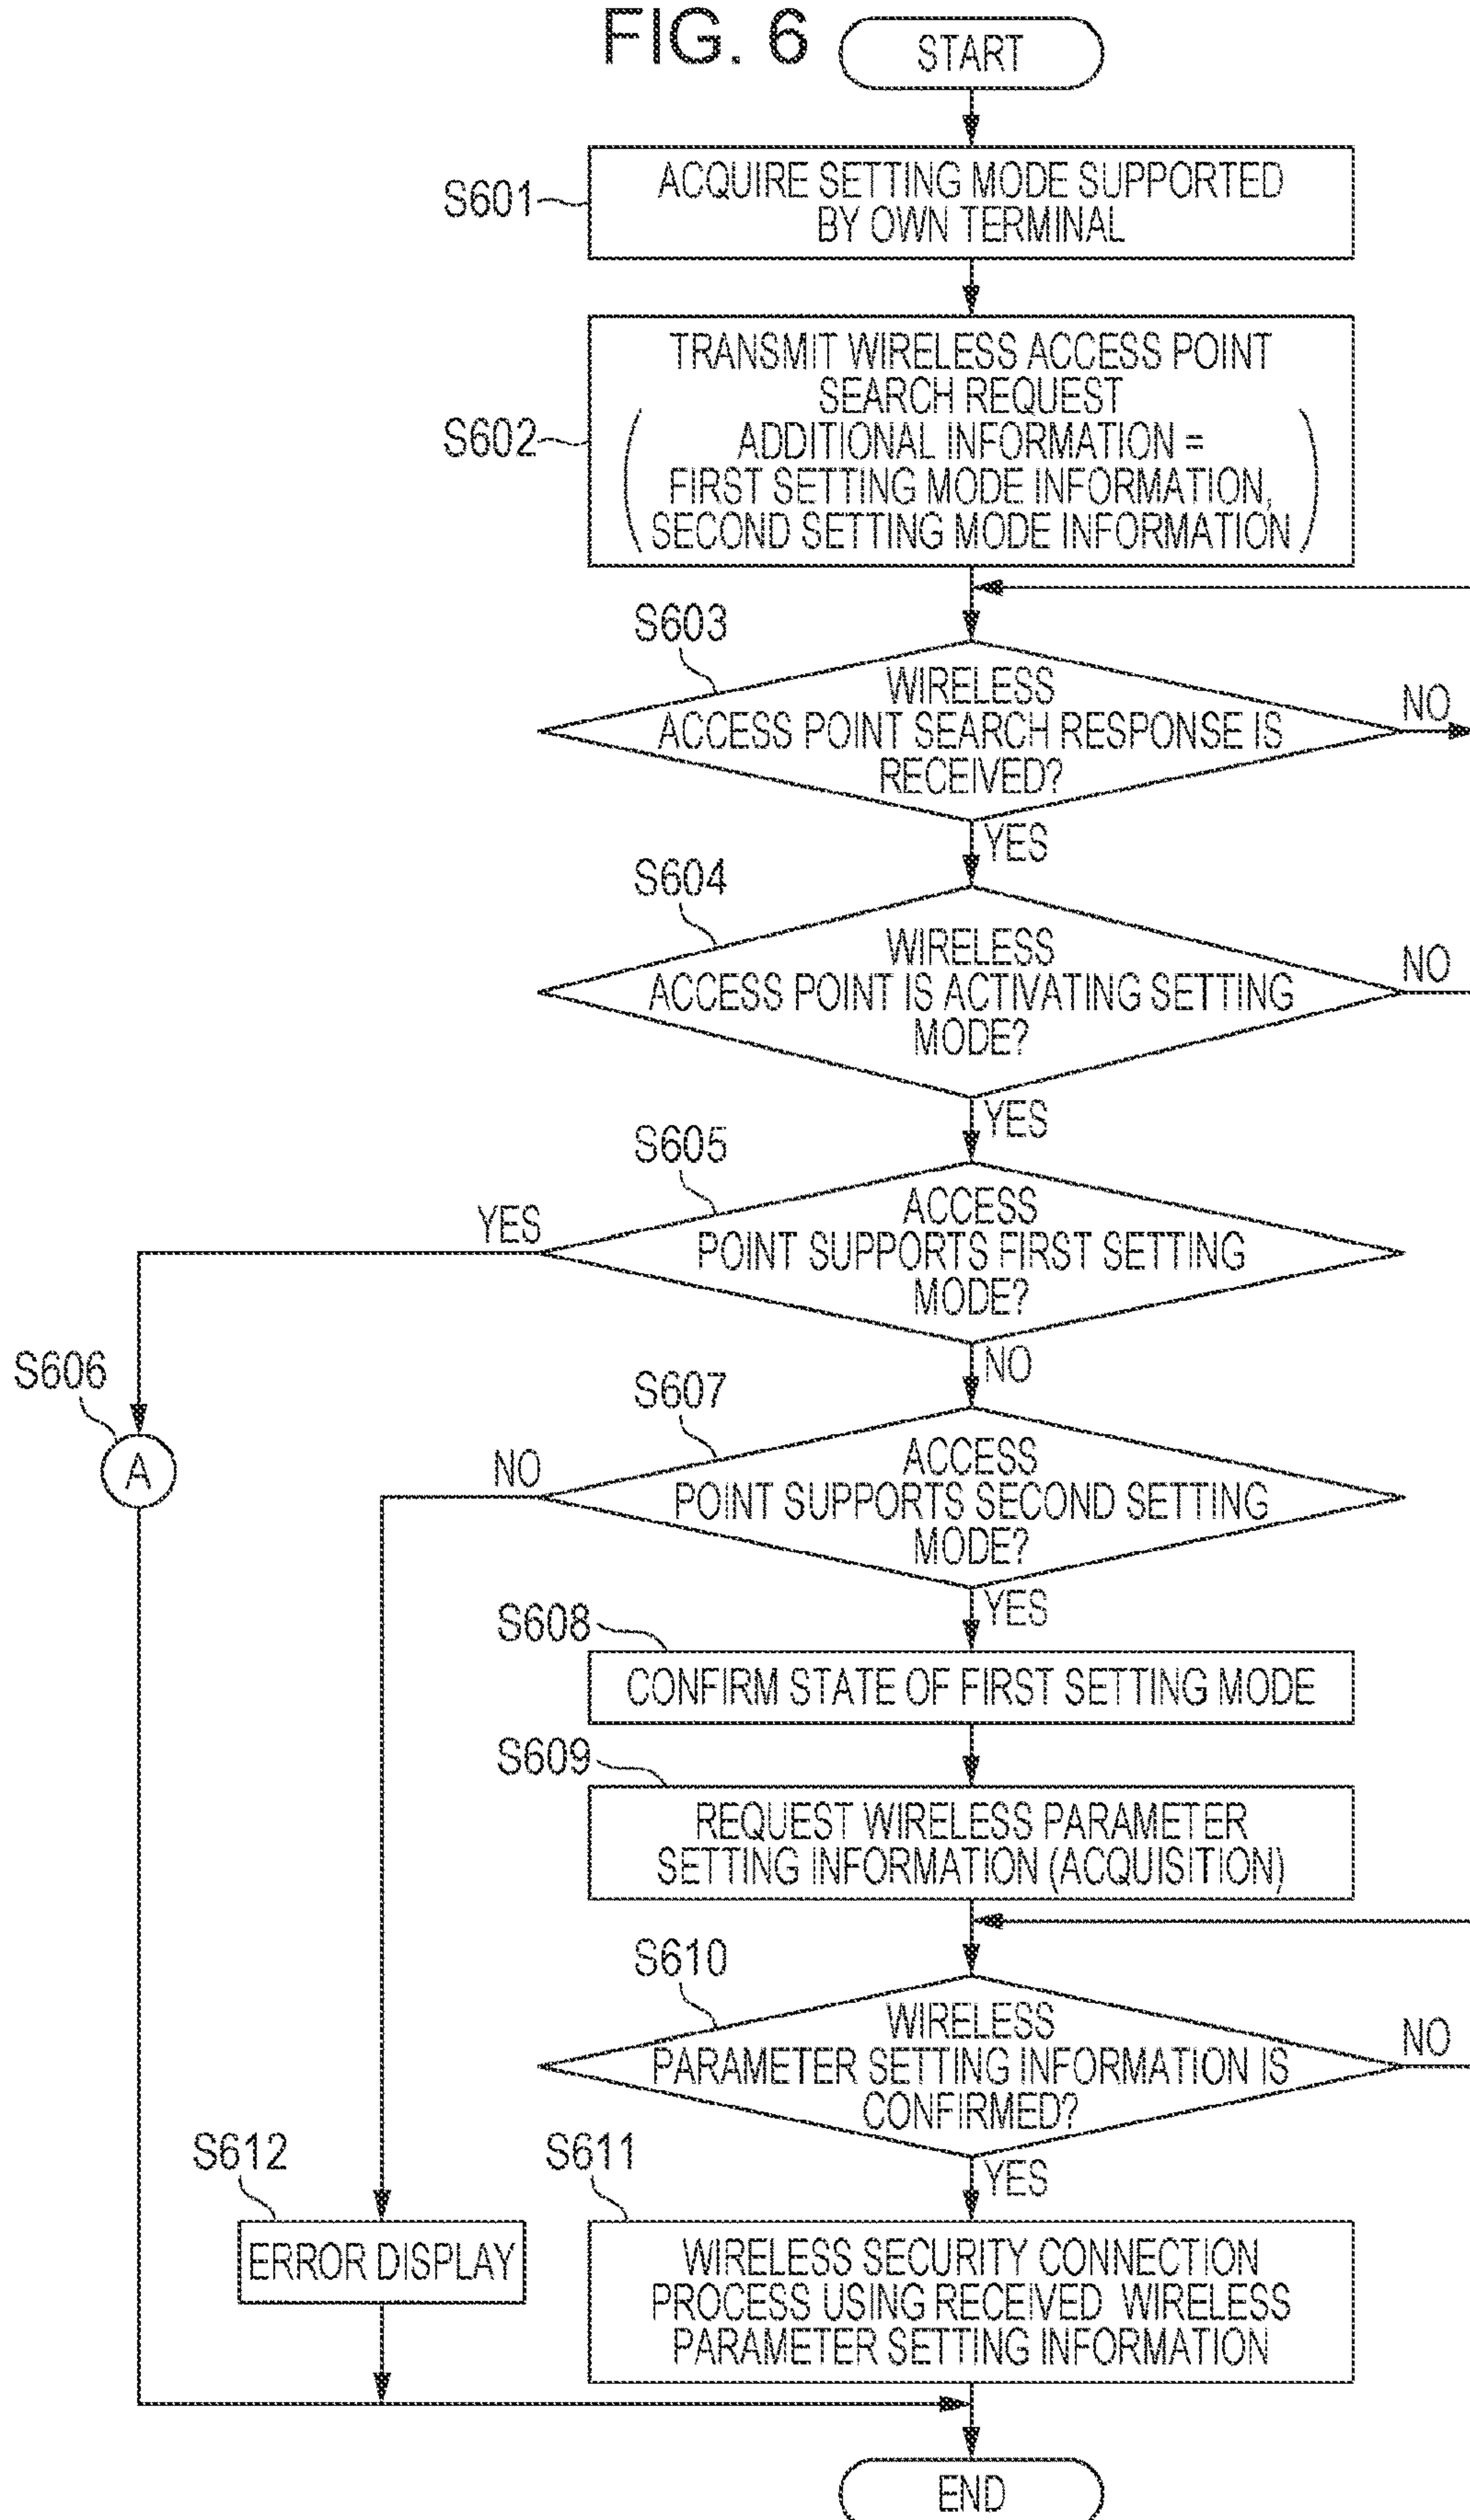 FIG. 6
START
S601
ACQUIRE SETTING MODE SUPPORTED
BY OWN TERMINAL
S602
TRANSMIT WIRELESS ACCESS POINT
SEARCH REQUEST
ADDITIONAL INFORMATION =
FIRST SETTING MODE INFORMATION,
SECOND SETTING MODE INFORMATION
S603
WIRELESS
ACCESS POINT SEARCH RESPONSE IS
RECEIVED?
NO
YES
S604
WIRELESS
ACCESS POINT IS ACTIVATING SETTING
MODE?
NO
YES
S605
ACCESS
POINT SUPPORTS FIRST SETTING
MODE?
YES
NO
S606
A
S607
ACCESS
POINT SUPPORTS SECOND SETTING
MODE?
NO
YES
S608
CONFIRM STATE OF FIRST SETTING MODE
S609
REQUEST WIRELESS PARAMETER
SETTING INFORMATION (ACQUISITION)
S610
WIRELESS
PARAMETER SETTING INFORMATION IS
CONFIRMED?
NO
YES
S612
ERROR DISPLAY
S611
WIRELESS SECURITY CONNECTION
PROCESS USING RECEIVED WIRELESS
PARAMETER SETTING INFORMATION
END